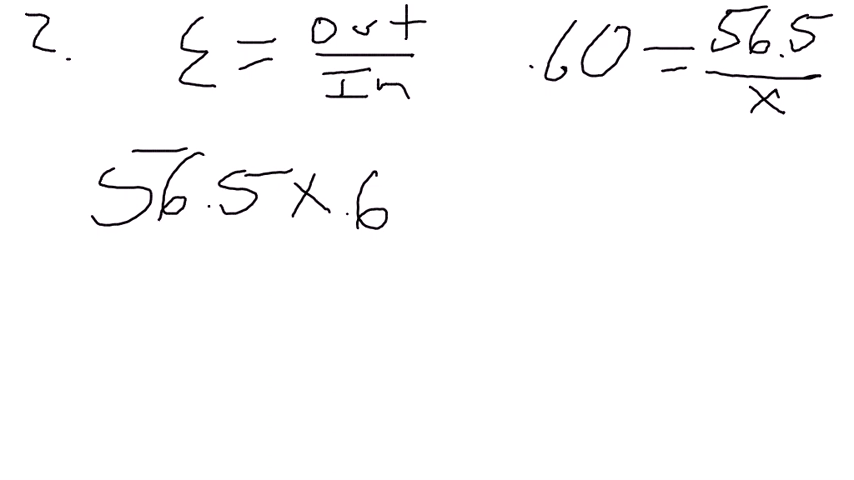 2. Σ = Out/In .60 = 56.5/x
56.5 x .6